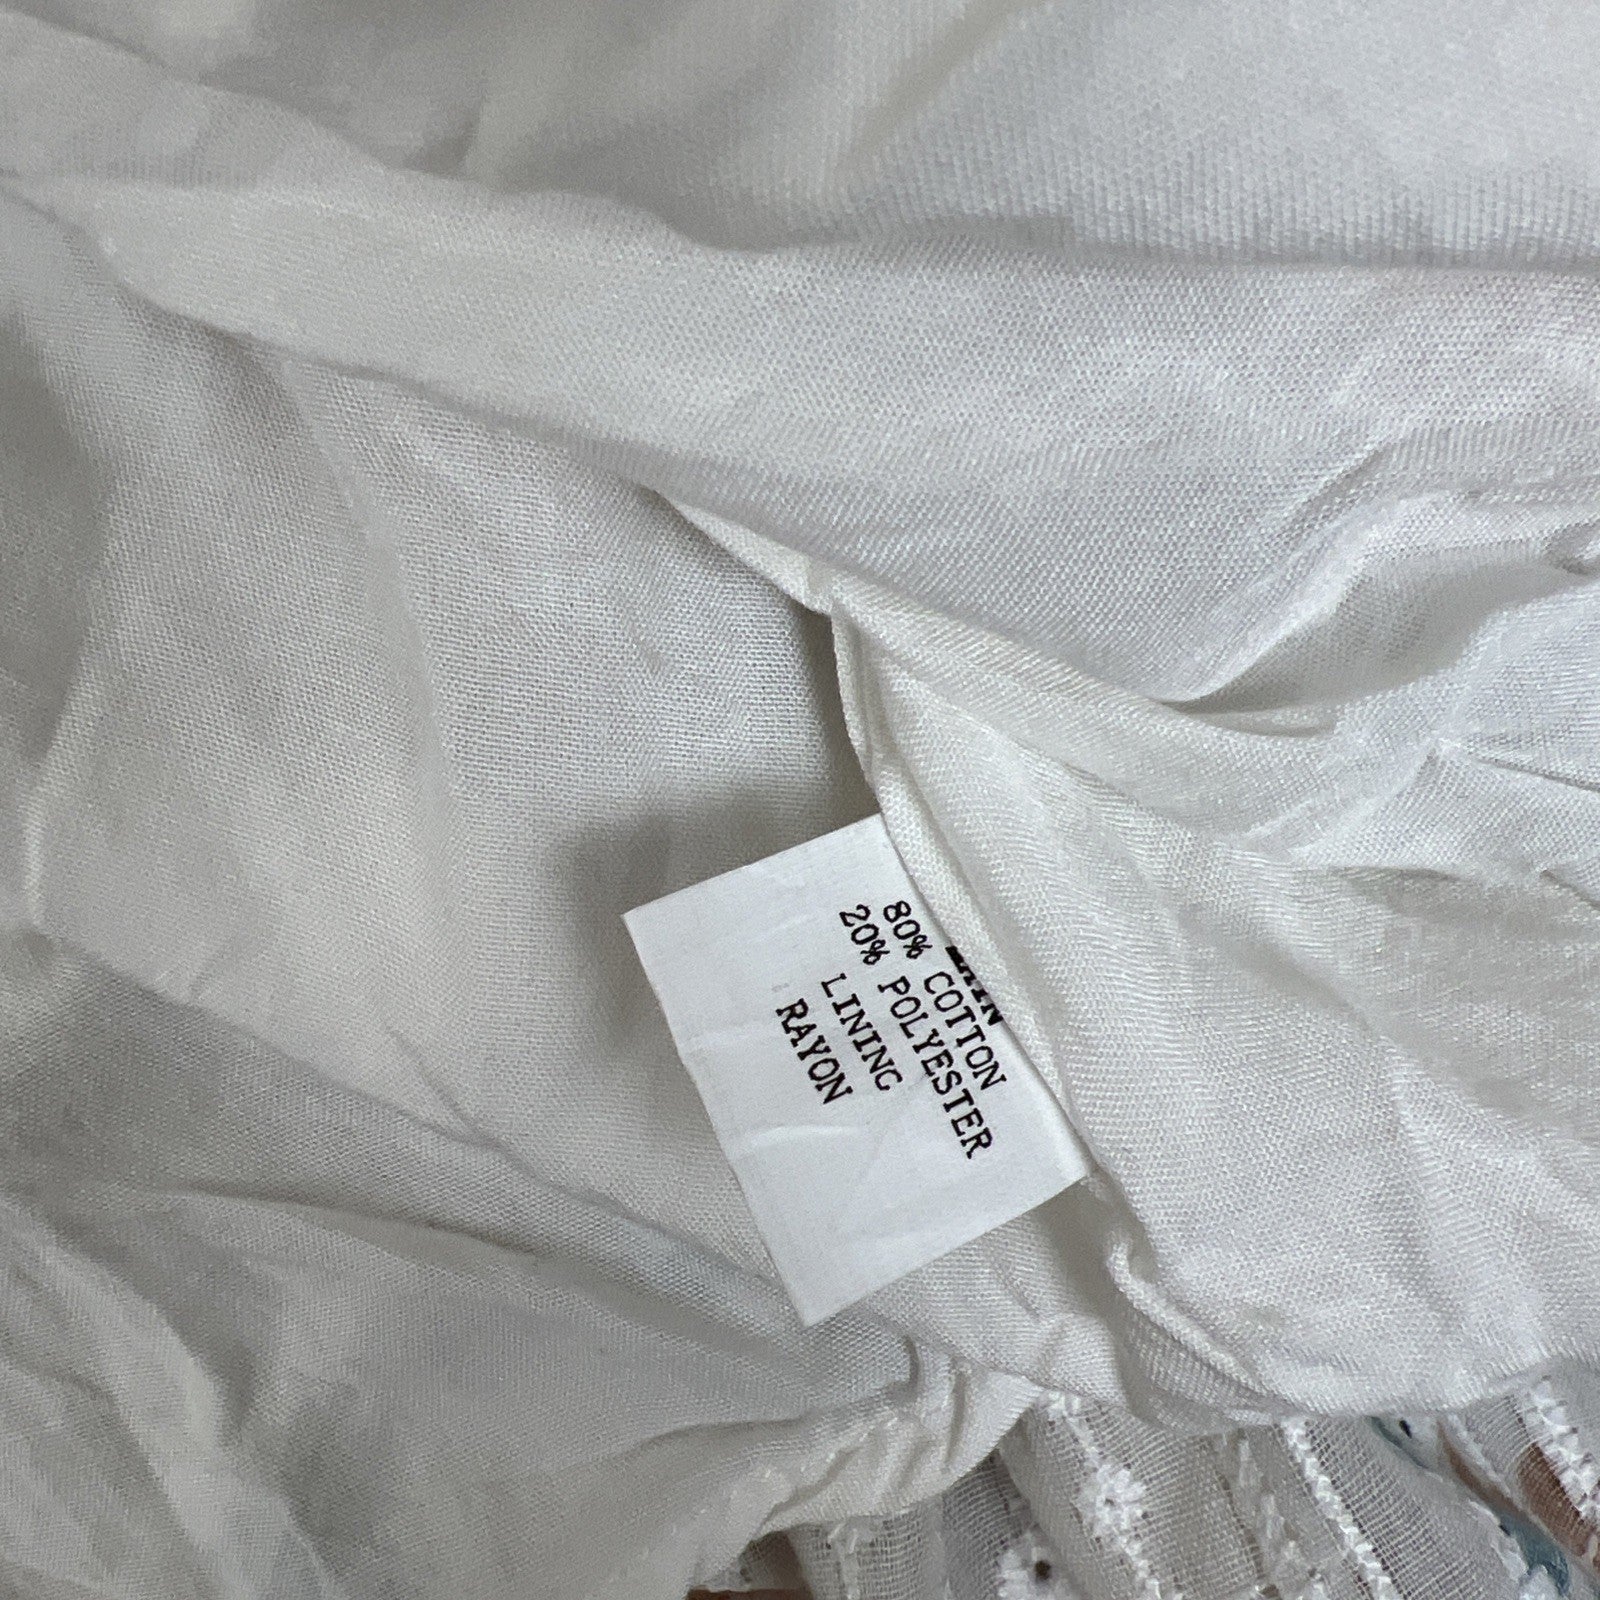 80% COTTON
20% POLYESTER
LINING
RAYON